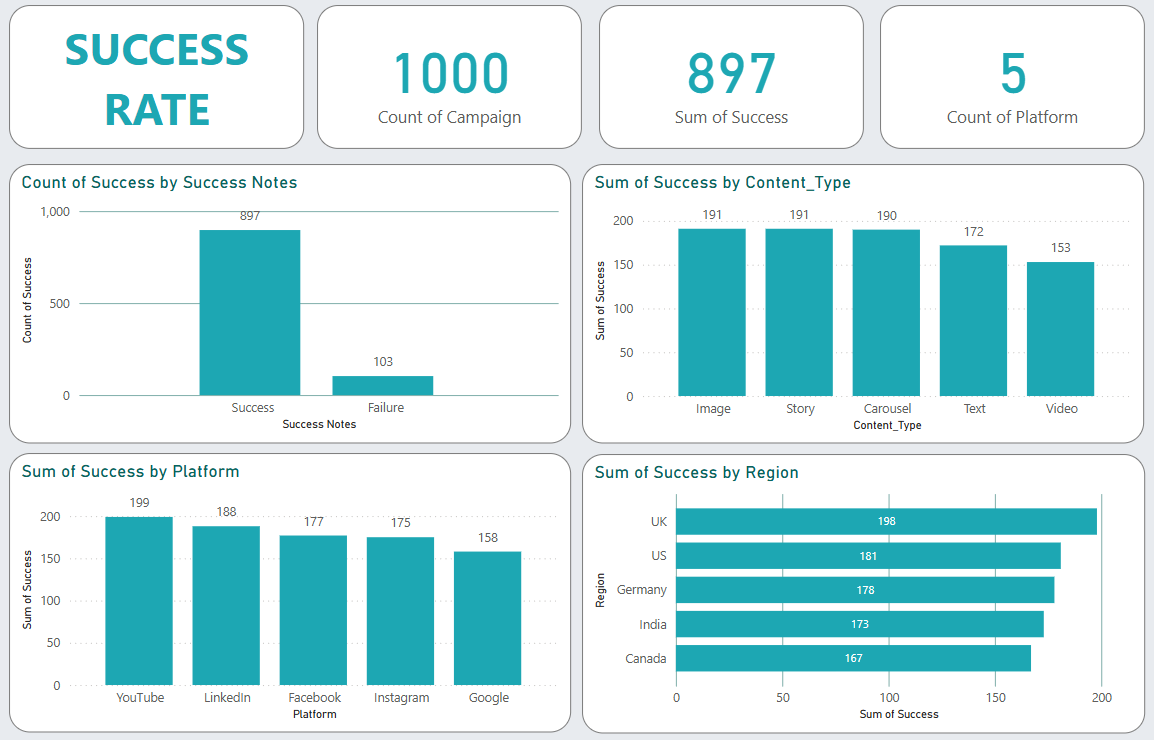 SUCCESS
RATE
1000
Count of Campaign
897
Sum of Success
5
Count of Platform
Count of Success by Success Notes
1,000
500
0
Count of Success
897
103
Success
Failure
Success Notes
Sum of Success by Content_Type
200
150
100
50
0
Sum of Success
191
191
190
172
153
Image
Story
Carousel
Text
Video
Content_Type
Sum of Success by Platform
200
150
100
50
0
Sum of Success
199
188
177
175
158
YouTube
LinkedIn
Facebook
Instagram
Google
Platform
Sum of Success by Region
Region
UK
198
US
181
Germany
178
India
173
Canada
167
0
50
100
150
200
Sum of Success